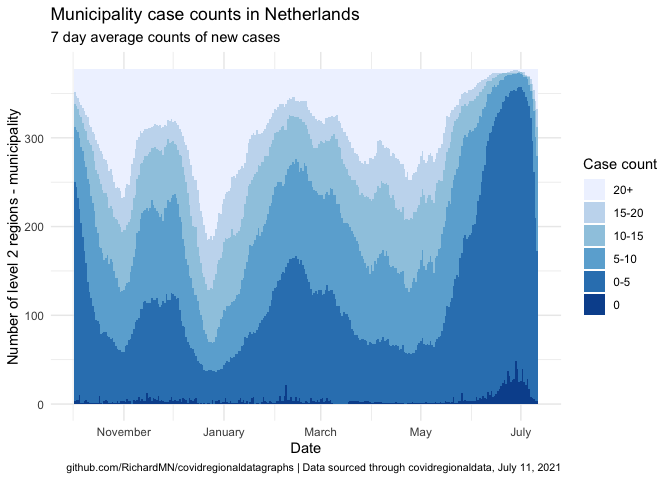 Municipality case counts in Netherlands
7 day average counts of new cases
Number of level 2 regions - municipality
300
200
100
0
November
January
March
May
July
Date
Case count
20+
15-20
10-15
5-10
0-5
0
github.com/RichardMN/covidregionaldatagraphs | Data sourced through covidregionaldata, July 11, 2021